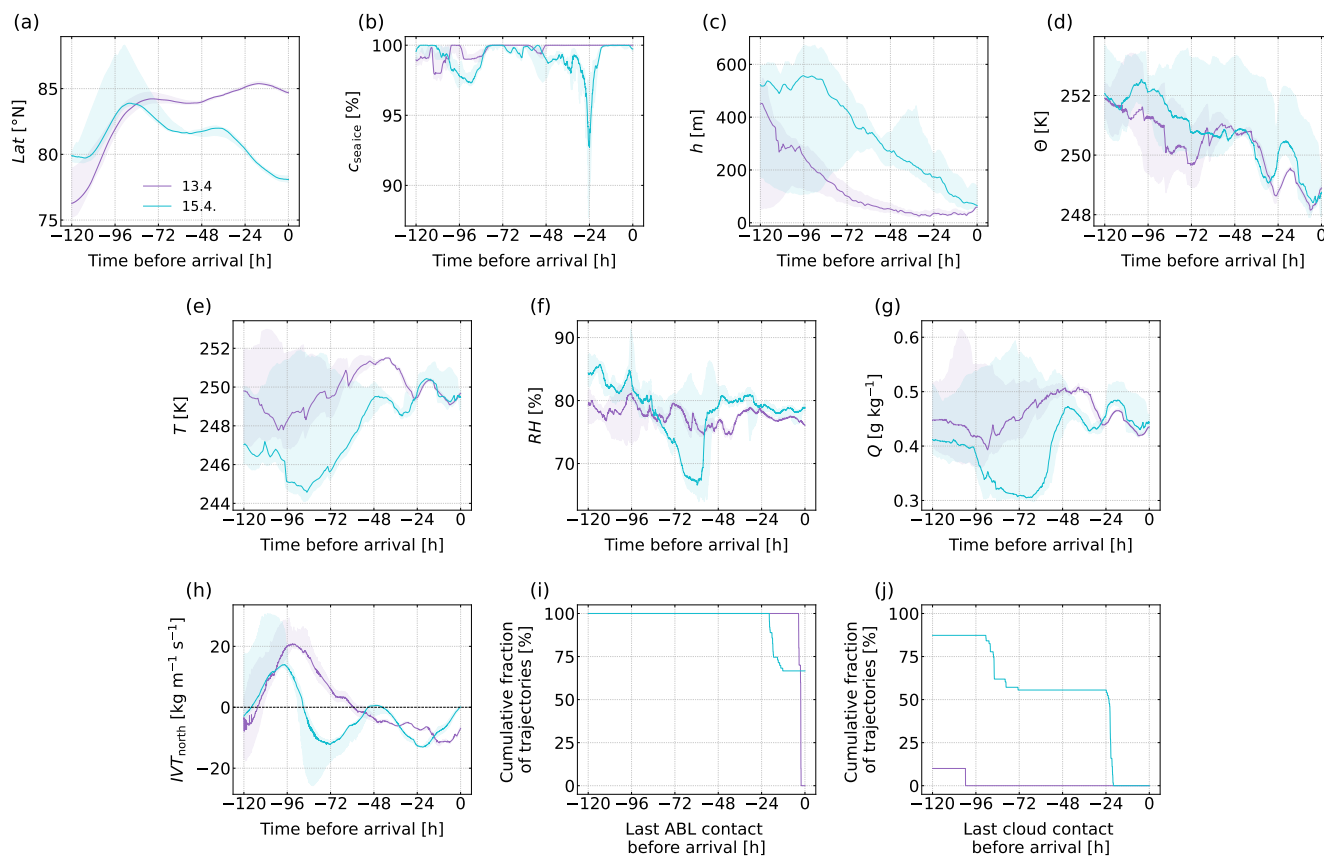 (a)
Lat [°N]
85
80
75
13.4
15.4.
−120 −96 −72 −48 −24 0
Time before arrival [h]
(b)
c_sea ice [%]
100
95
90
−120 −96 −72 −48 −24 0
Time before arrival [h]
(c)
h [m]
600
400
200
0
−120 −96 −72 −48 −24 0
Time before arrival [h]
(d)
Θ [K]
252
250
248
−120 −96 −72 −48 −24 0
Time before arrival [h]
(e)
T [K]
252
250
248
246
244
−120 −96 −72 −48 −24 0
Time before arrival [h]
(f)
RH [%]
90
80
70
−120 −96 −72 −48 −24 0
Time before arrival [h]
(g)
Q [g kg⁻¹]
0.6
0.5
0.4
0.3
−120 −96 −72 −48 −24 0
Time before arrival [h]
(h)
IVT_north [kg m⁻¹ s⁻¹]
20
0
−20
−120 −96 −72 −48 −24 0
Time before arrival [h]
(i)
Cumulative fraction
of trajectories [%]
100
75
50
25
0
−120 −96 −72 −48 −24 0
Last ABL contact
before arrival [h]
(j)
Cumulative fraction
of trajectories [%]
100
75
50
25
0
−120 −96 −72 −48 −24 0
Last cloud contact
before arrival [h]